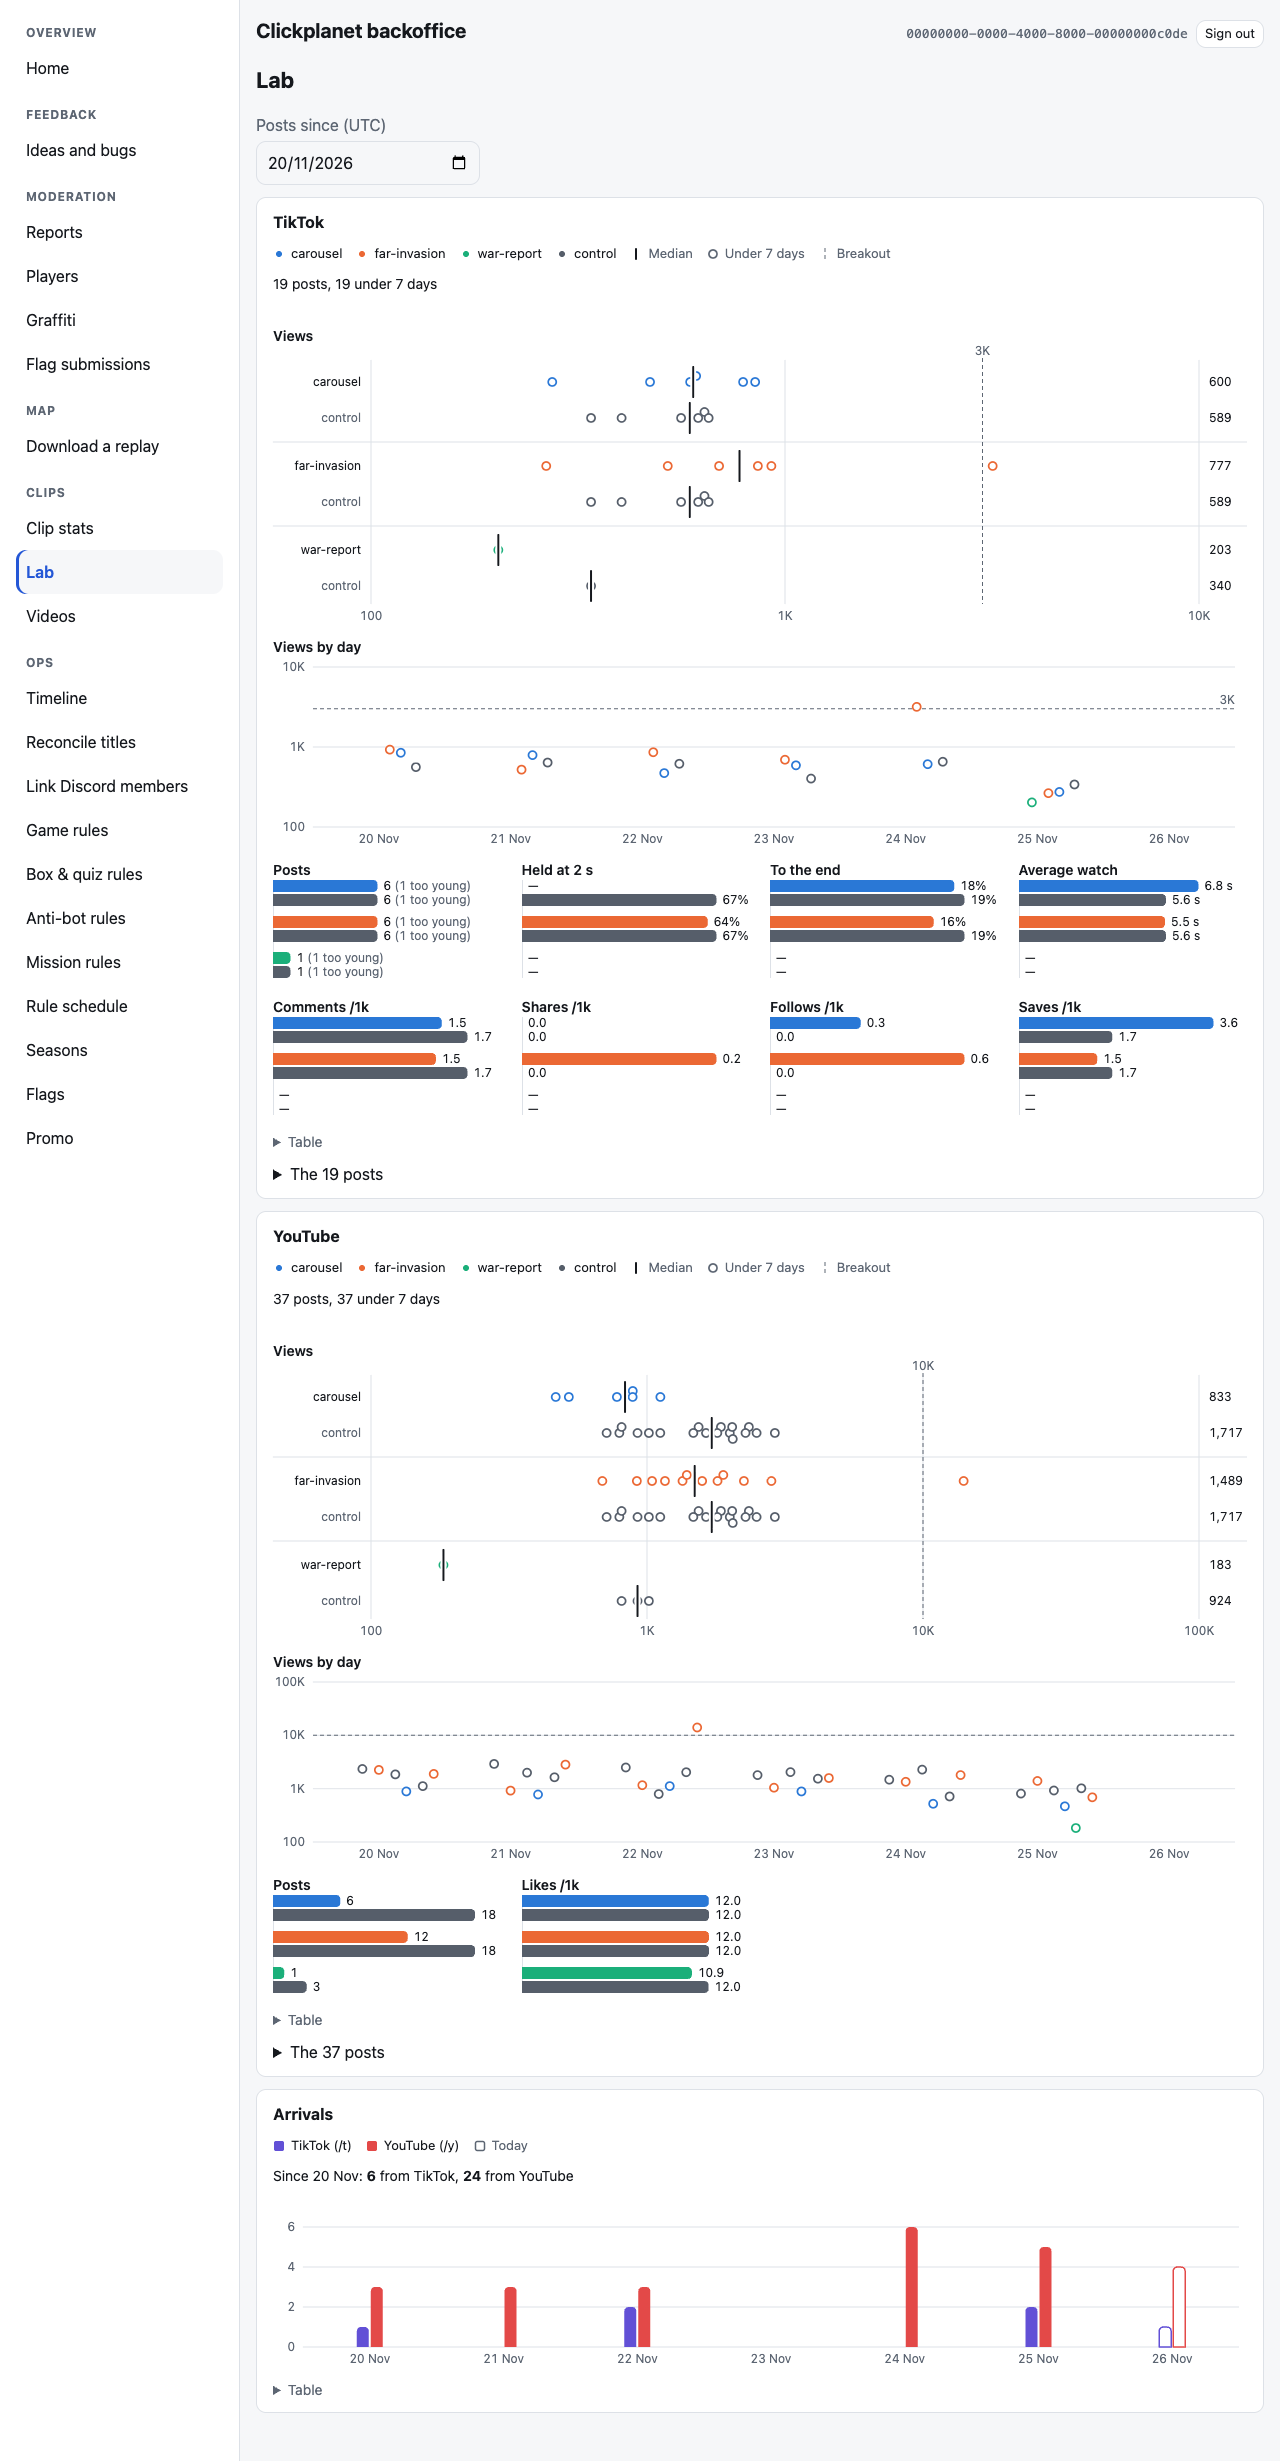 OVERVIEW
Home
FEEDBACK
Ideas and bugs
MODERATION
Reports
Players
Graffiti
Flag submissions
MAP
Download a replay
CLIPS
Clip stats
Lab
Videos
OPS
Timeline
Reconcile titles
Link Discord members
Game rules
Box & quiz rules
Anti-bot rules
Mission rules
Rule schedule
Seasons
Flags
Promo
Clickplanet backoffice
00000000-0000-4000-8000-00000000c0de Sign out
Lab
Posts since (UTC)
20/11/2026
TikTok
carousel far-invasion war-report control Median Under 7 days Breakout
19 posts, 19 under 7 days
Views
3K
carousel 600
control 589
far-invasion 777
control 589
war-report 203
control 340
100 1K 10K
Views by day
10K
3K
1K
100
20 Nov 21 Nov 22 Nov 23 Nov 24 Nov 25 Nov 26 Nov
Posts Held at 2 s To the end Average watch
6 (1 too young) — 18% 6.8 s
6 (1 too young) 67% 19% 5.6 s
6 (1 too young) 64% 16% 5.5 s
6 (1 too young) 67% 19% 5.6 s
1 (1 too young) — — —
1 (1 too young) — — —
Comments /1k Shares /1k Follows /1k Saves /1k
1.5 0.0 0.3 3.6
1.7 0.0 0.0 1.7
1.5 0.2 0.6 1.5
1.7 0.0 0.0 1.7
— — — —
— — — —
Table
The 19 posts
YouTube
carousel far-invasion war-report control Median Under 7 days Breakout
37 posts, 37 under 7 days
Views
10K
carousel 833
control 1,717
far-invasion 1,489
control 1,717
war-report 183
control 924
100 1K 10K 100K
Views by day
100K
10K
1K
100
20 Nov 21 Nov 22 Nov 23 Nov 24 Nov 25 Nov 26 Nov
Posts Likes /1k
6 12.0
18 12.0
12 12.0
18 12.0
1 10.9
3 12.0
Table
The 37 posts
Arrivals
TikTok (/t) YouTube (/y) Today
Since 20 Nov: 6 from TikTok, 24 from YouTube
6
4
2
0
20 Nov 21 Nov 22 Nov 23 Nov 24 Nov 25 Nov 26 Nov
Table